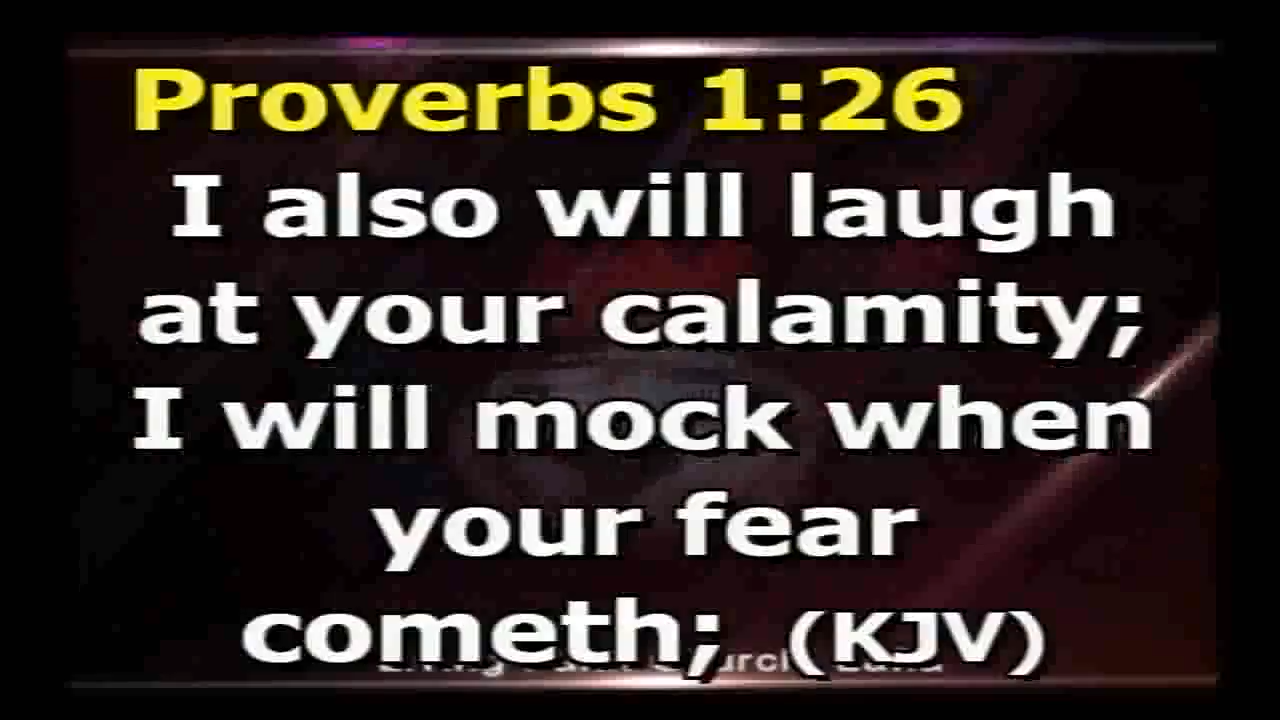 Proverbs 1:26
I also will laugh
at your calamity;
I will mock when
your fear
cometh; (KJV)